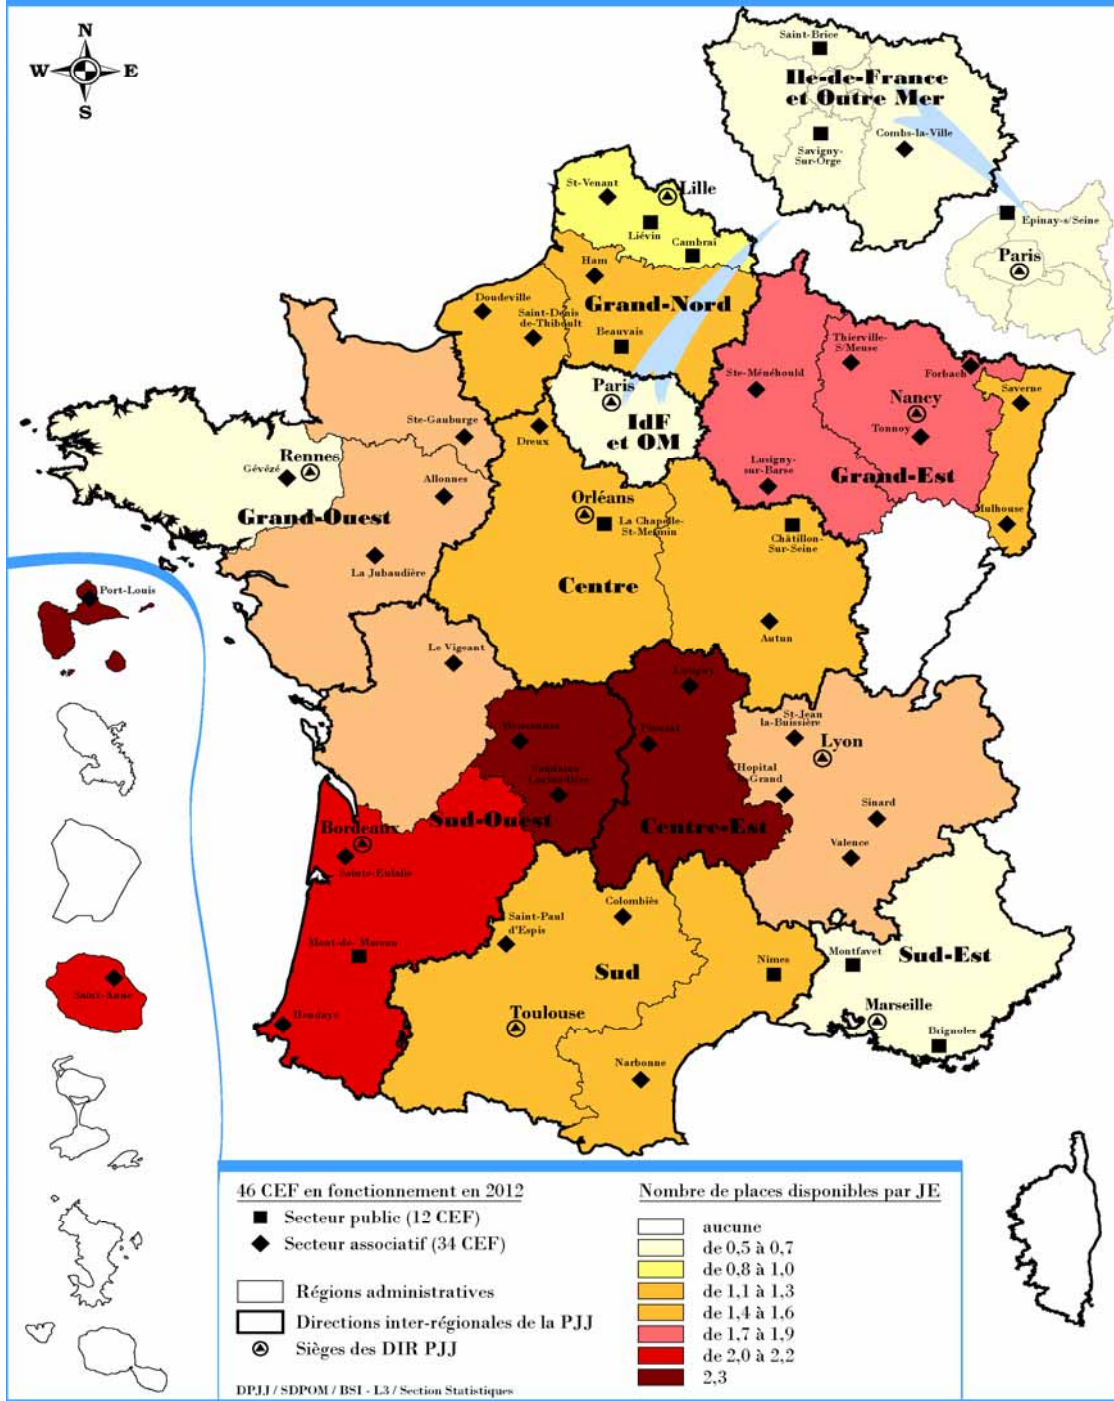 N
W E
S
Saint-Brice
Ile-de-France
et Outre Mer
Savigny-
Sur-Orge
Combs-la-Ville
Epinay-s/Seine
Paris
St-Venant
Lille
Liévin
Cambrai
Ham
Grand-Nord
Doudeville
Saint-Denis
de-Thiboult
Beauvais
Thierville-
S/Meuse
Ste-Ménéhould
Forbach
Saverne
Paris
Nancy
Tonnoy
IdF
et OM
Ste-Gauburge
Dreux
Rennes
Gévézé
Allonnes
Lusigny-
sur-Barse
Grand-Est
Grand-Ouest
Orléans
La Chapelle-
St-Mesmin
Châtillon-
Sur-Seine
Mulhouse
La Jubaudière
Centre
Port-Louis
Autun
Le Vigeant
Lusigny
St-Jean
la-Buissière
Lyon
Hopital
le-Grand
Sinard
Sud-Ouest
Centre-Est
Bordeaux
Sainte-Eulalie
Valence
Saint-Paul
d'Espis
Colombiès
Mont-de-Marsan
Sud
Nimes
Montfavet
Sud-Est
Saint-Anne
Hendaye
Toulouse
Marseille
Brignoles
Narbonne
46 CEF en fonctionnement en 2012
Secteur public (12 CEF)
Secteur associatif (34 CEF)
Régions administratives
Directions inter-régionales de la PJJ
Sièges des DIR PJJ
DPJJ / SDPOM / BSI - L3 / Section Statistiques
Nombre de places disponibles par JE
aucune
de 0,5 à 0,7
de 0,8 à 1,0
de 1,1 à 1,3
de 1,4 à 1,6
de 1,7 à 1,9
de 2,0 à 2,2
2,3